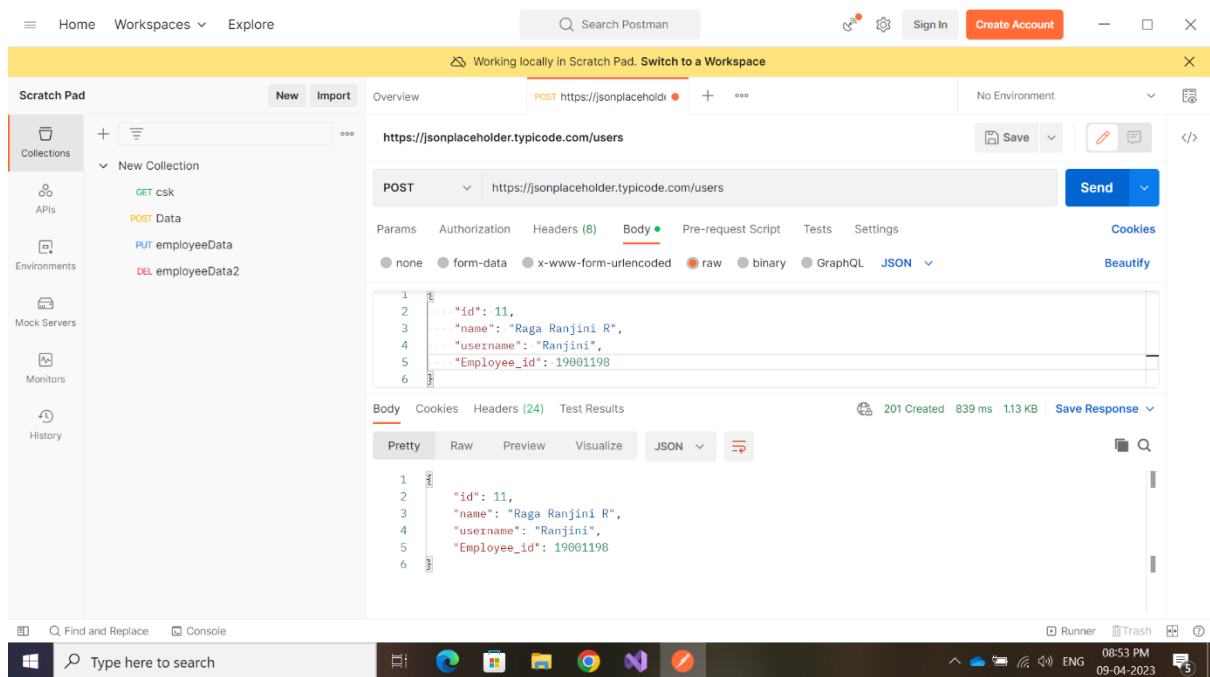 Home Workspaces Explore Search Postman Sign In Create Account
Working locally in Scratch Pad. Switch to a Workspace
Scratch Pad New Import Overview POST https://jsonplaceholde No Environment
https://jsonplaceholder.typicode.com/users Save
Collections
New Collection
GET csk
POST Data
PUT employeeData
DEL employeeData2
APIs
Environments
Mock Servers
Monitors
History
POST https://jsonplaceholder.typicode.com/users Send
Params Authorization Headers (8) Body Pre-request Script Tests Settings Cookies
none form-data x-www-form-urlencoded raw binary GraphQL JSON Beautify
1 {
2 "id": 11,
3 "name": "Raga Ranjini R",
4 "username": "Ranjini",
5 "Employee_id": 19001198
6 }
Body Cookies Headers (24) Test Results 201 Created 839 ms 1.13 KB Save Response
Pretty Raw Preview Visualize JSON
1 {
2 "id": 11,
3 "name": "Raga Ranjini R",
4 "username": "Ranjini",
5 "Employee_id": 19001198
6 }
Find and Replace Console Runner Trash
Type here to search ENG 08:53 PM
09-04-2023
5